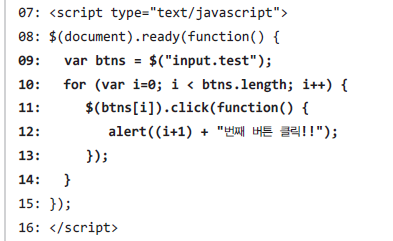 07: <script type="text/javascript">
08: $(document).ready(function() {
09:   var btns = $("input.test");
10:   for (var i=0; i < btns.length; i++) {
11:      $(btns[i]).click(function() {
12:         alert((i+1) + "번째 버튼 클릭!!");
13:      });
14:   }
15: });
16: </script>